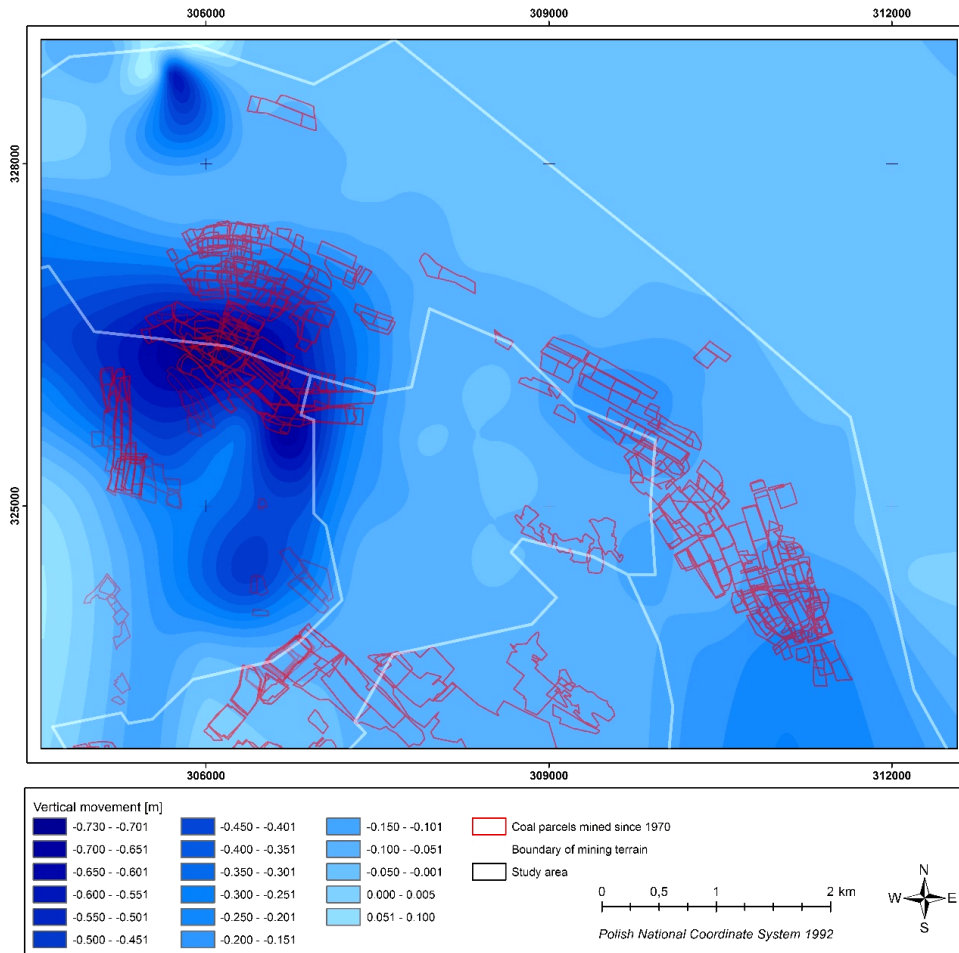 306000 309000 312000
328000
325000
306000 309000 312000
Vertical movement [m]
-0.730 - -0.701
-0.700 - -0.651
-0.650 - -0.601
-0.600 - -0.551
-0.550 - -0.501
-0.500 - -0.451
-0.450 - -0.401
-0.400 - -0.351
-0.350 - -0.301
-0.300 - -0.251
-0.250 - -0.201
-0.200 - -0.151
-0.150 - -0.101
-0.100 - -0.051
-0.050 - -0.001
0.000 - 0.005
0.051 - 0.100
Coal parcels mined since 1970
Boundary of mining terrain
Study area
0 0,5 1 2 km
Polish National Coordinate System 1992
N
W E
S